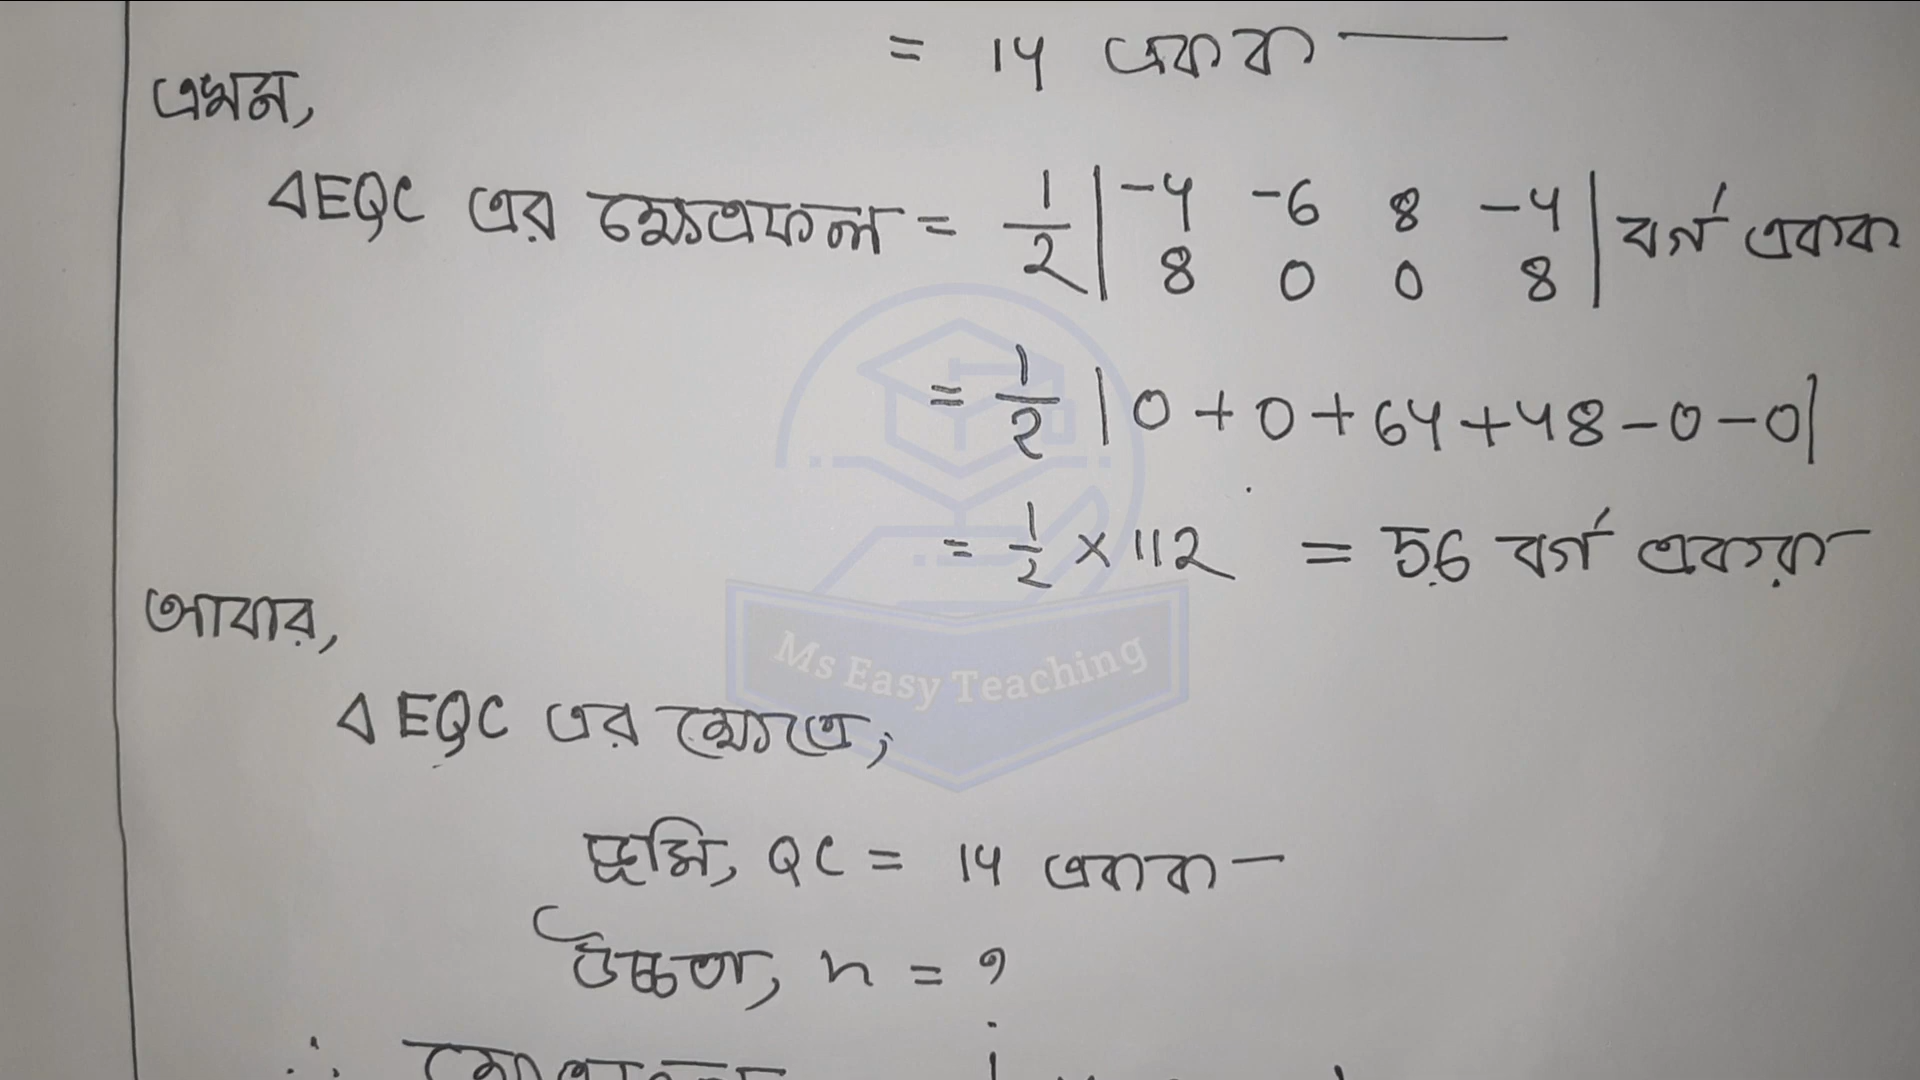 = 14 একক
এখন,
△EQC এর ক্ষেত্রফল = 1/2 | -4 -6 8 -4 | বর্গ একক
8 0 0 8
= 1/2 | 0 + 0 + 64 + 48 - 0 - 0 |
= 1/2 × 112 = 56 বর্গ একক
আবার,
Ms Easy Teaching
△EQC এর ক্ষেত্রে,
ভূমি, QC = 14 একক
উচ্চতা, h = ?
∴